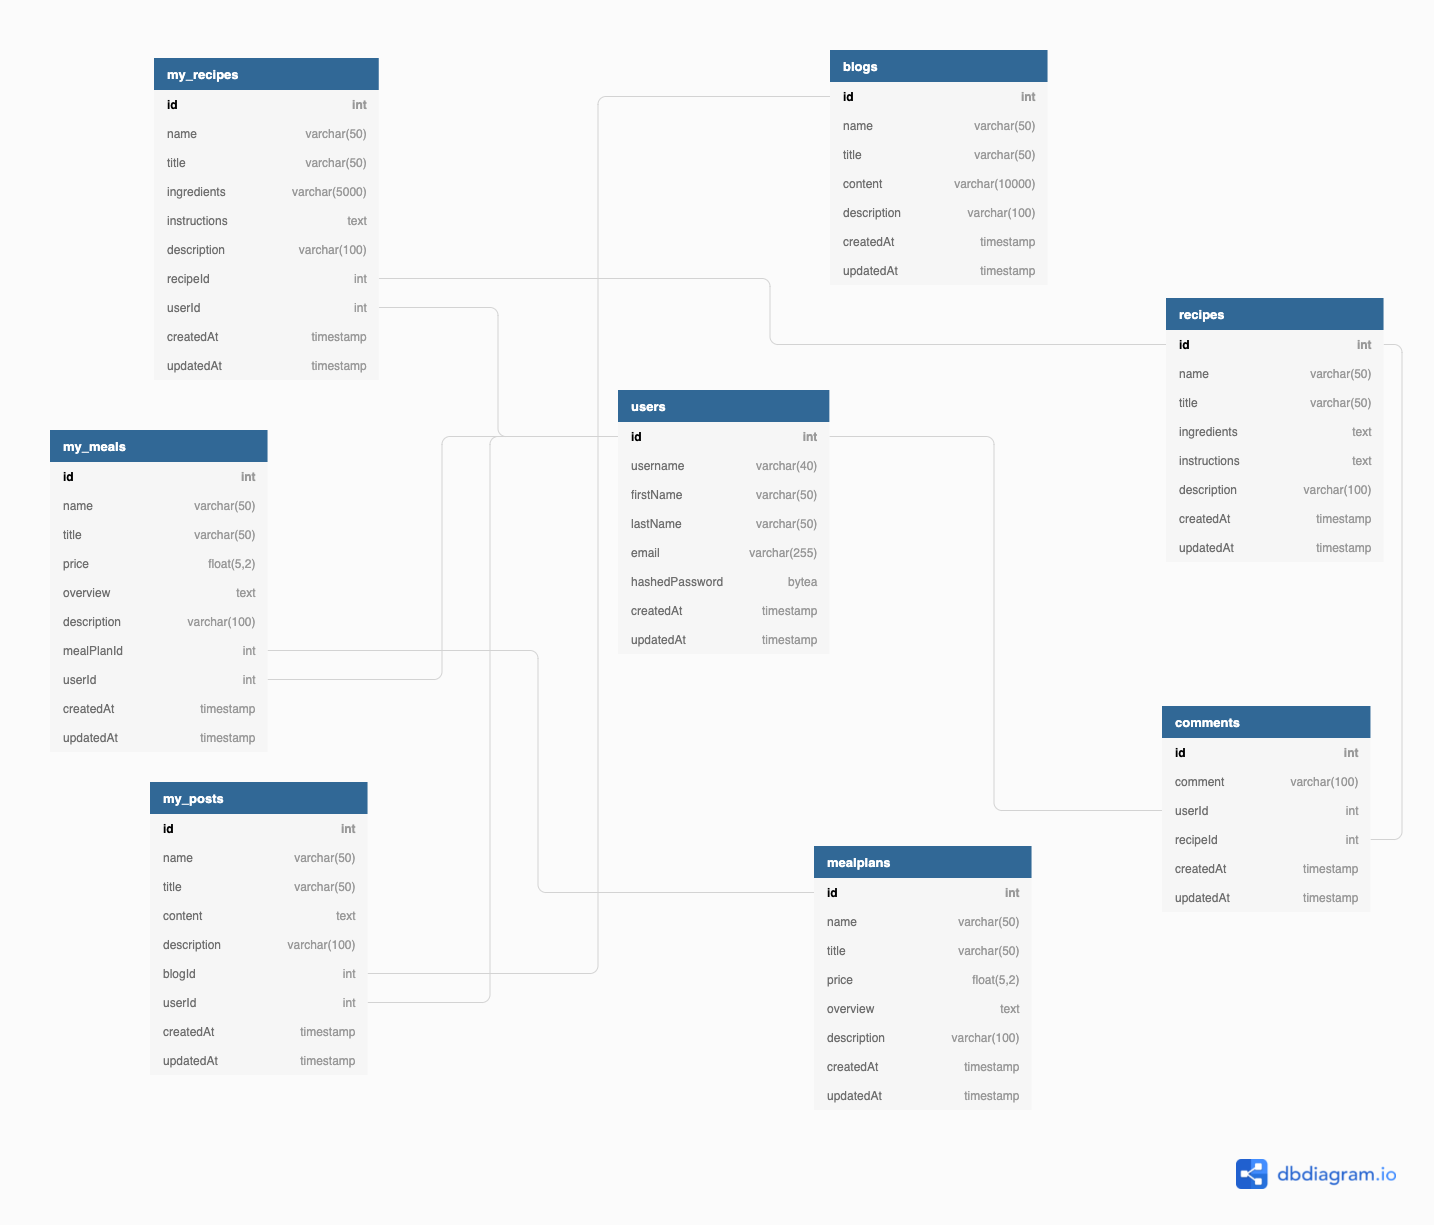 my_recipes
id int
name varchar(50)
title varchar(50)
ingredients varchar(5000)
instructions text
description varchar(100)
recipeId int
userId int
createdAt timestamp
updatedAt timestamp
blogs
id int
name varchar(50)
title varchar(50)
content varchar(10000)
description varchar(100)
createdAt timestamp
updatedAt timestamp
recipes
id int
name varchar(50)
title varchar(50)
ingredients text
instructions text
description varchar(100)
createdAt timestamp
updatedAt timestamp
users
id int
username varchar(40)
firstName varchar(50)
lastName varchar(50)
email varchar(255)
hashedPassword bytea
createdAt timestamp
updatedAt timestamp
my_meals
id int
name varchar(50)
title varchar(50)
price float(5,2)
overview text
description varchar(100)
mealPlanId int
userId int
createdAt timestamp
updatedAt timestamp
comments
id int
comment varchar(100)
userId int
recipeId int
createdAt timestamp
updatedAt timestamp
my_posts
id int
name varchar(50)
title varchar(50)
content text
description varchar(100)
blogId int
userId int
createdAt timestamp
updatedAt timestamp
mealplans
id int
name varchar(50)
title varchar(50)
price float(5,2)
overview text
description varchar(100)
createdAt timestamp
updatedAt timestamp
dbdiagram.io